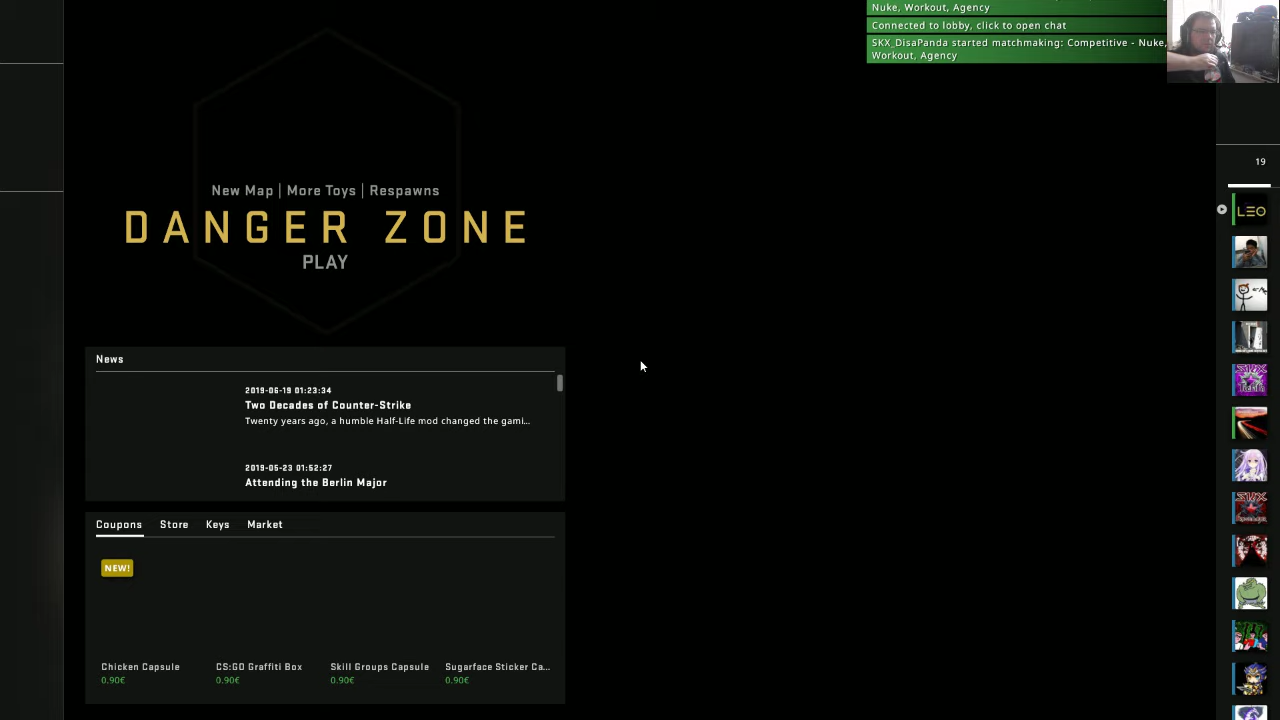 Nuke, Workout, Agency
Connected to lobby, click to open chat
SKX_DisaPanda started matchmaking: Competitive - Nuke,
Workout, Agency
19
New Map | More Toys | Respawns
DANGER ZONE
PLAY
LEO
News
2019-06-19 01:23:34
Two Decades of Counter-Strike
Twenty years ago, a humble Half-Life mod changed the gami...
2019-05-23 01:52:27
Attending the Berlin Major
Coupons Store Keys Market
NEW!
Chicken Capsule CS:GO Graffiti Box Skill Groups Capsule Sugarface Sticker Ca...
0.90€ 0.90€ 0.90€ 0.90€